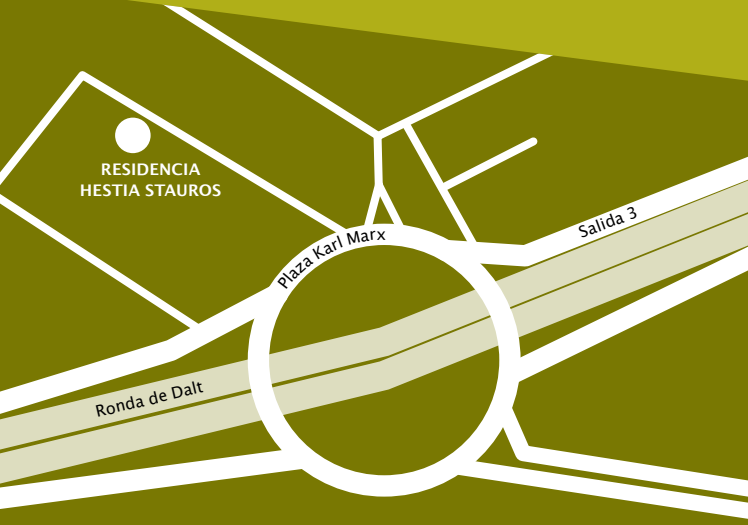 RESIDENCIA
HESTIA STAUROS
Salida 3
Plaza Karl Marx
Ronda de Dalt